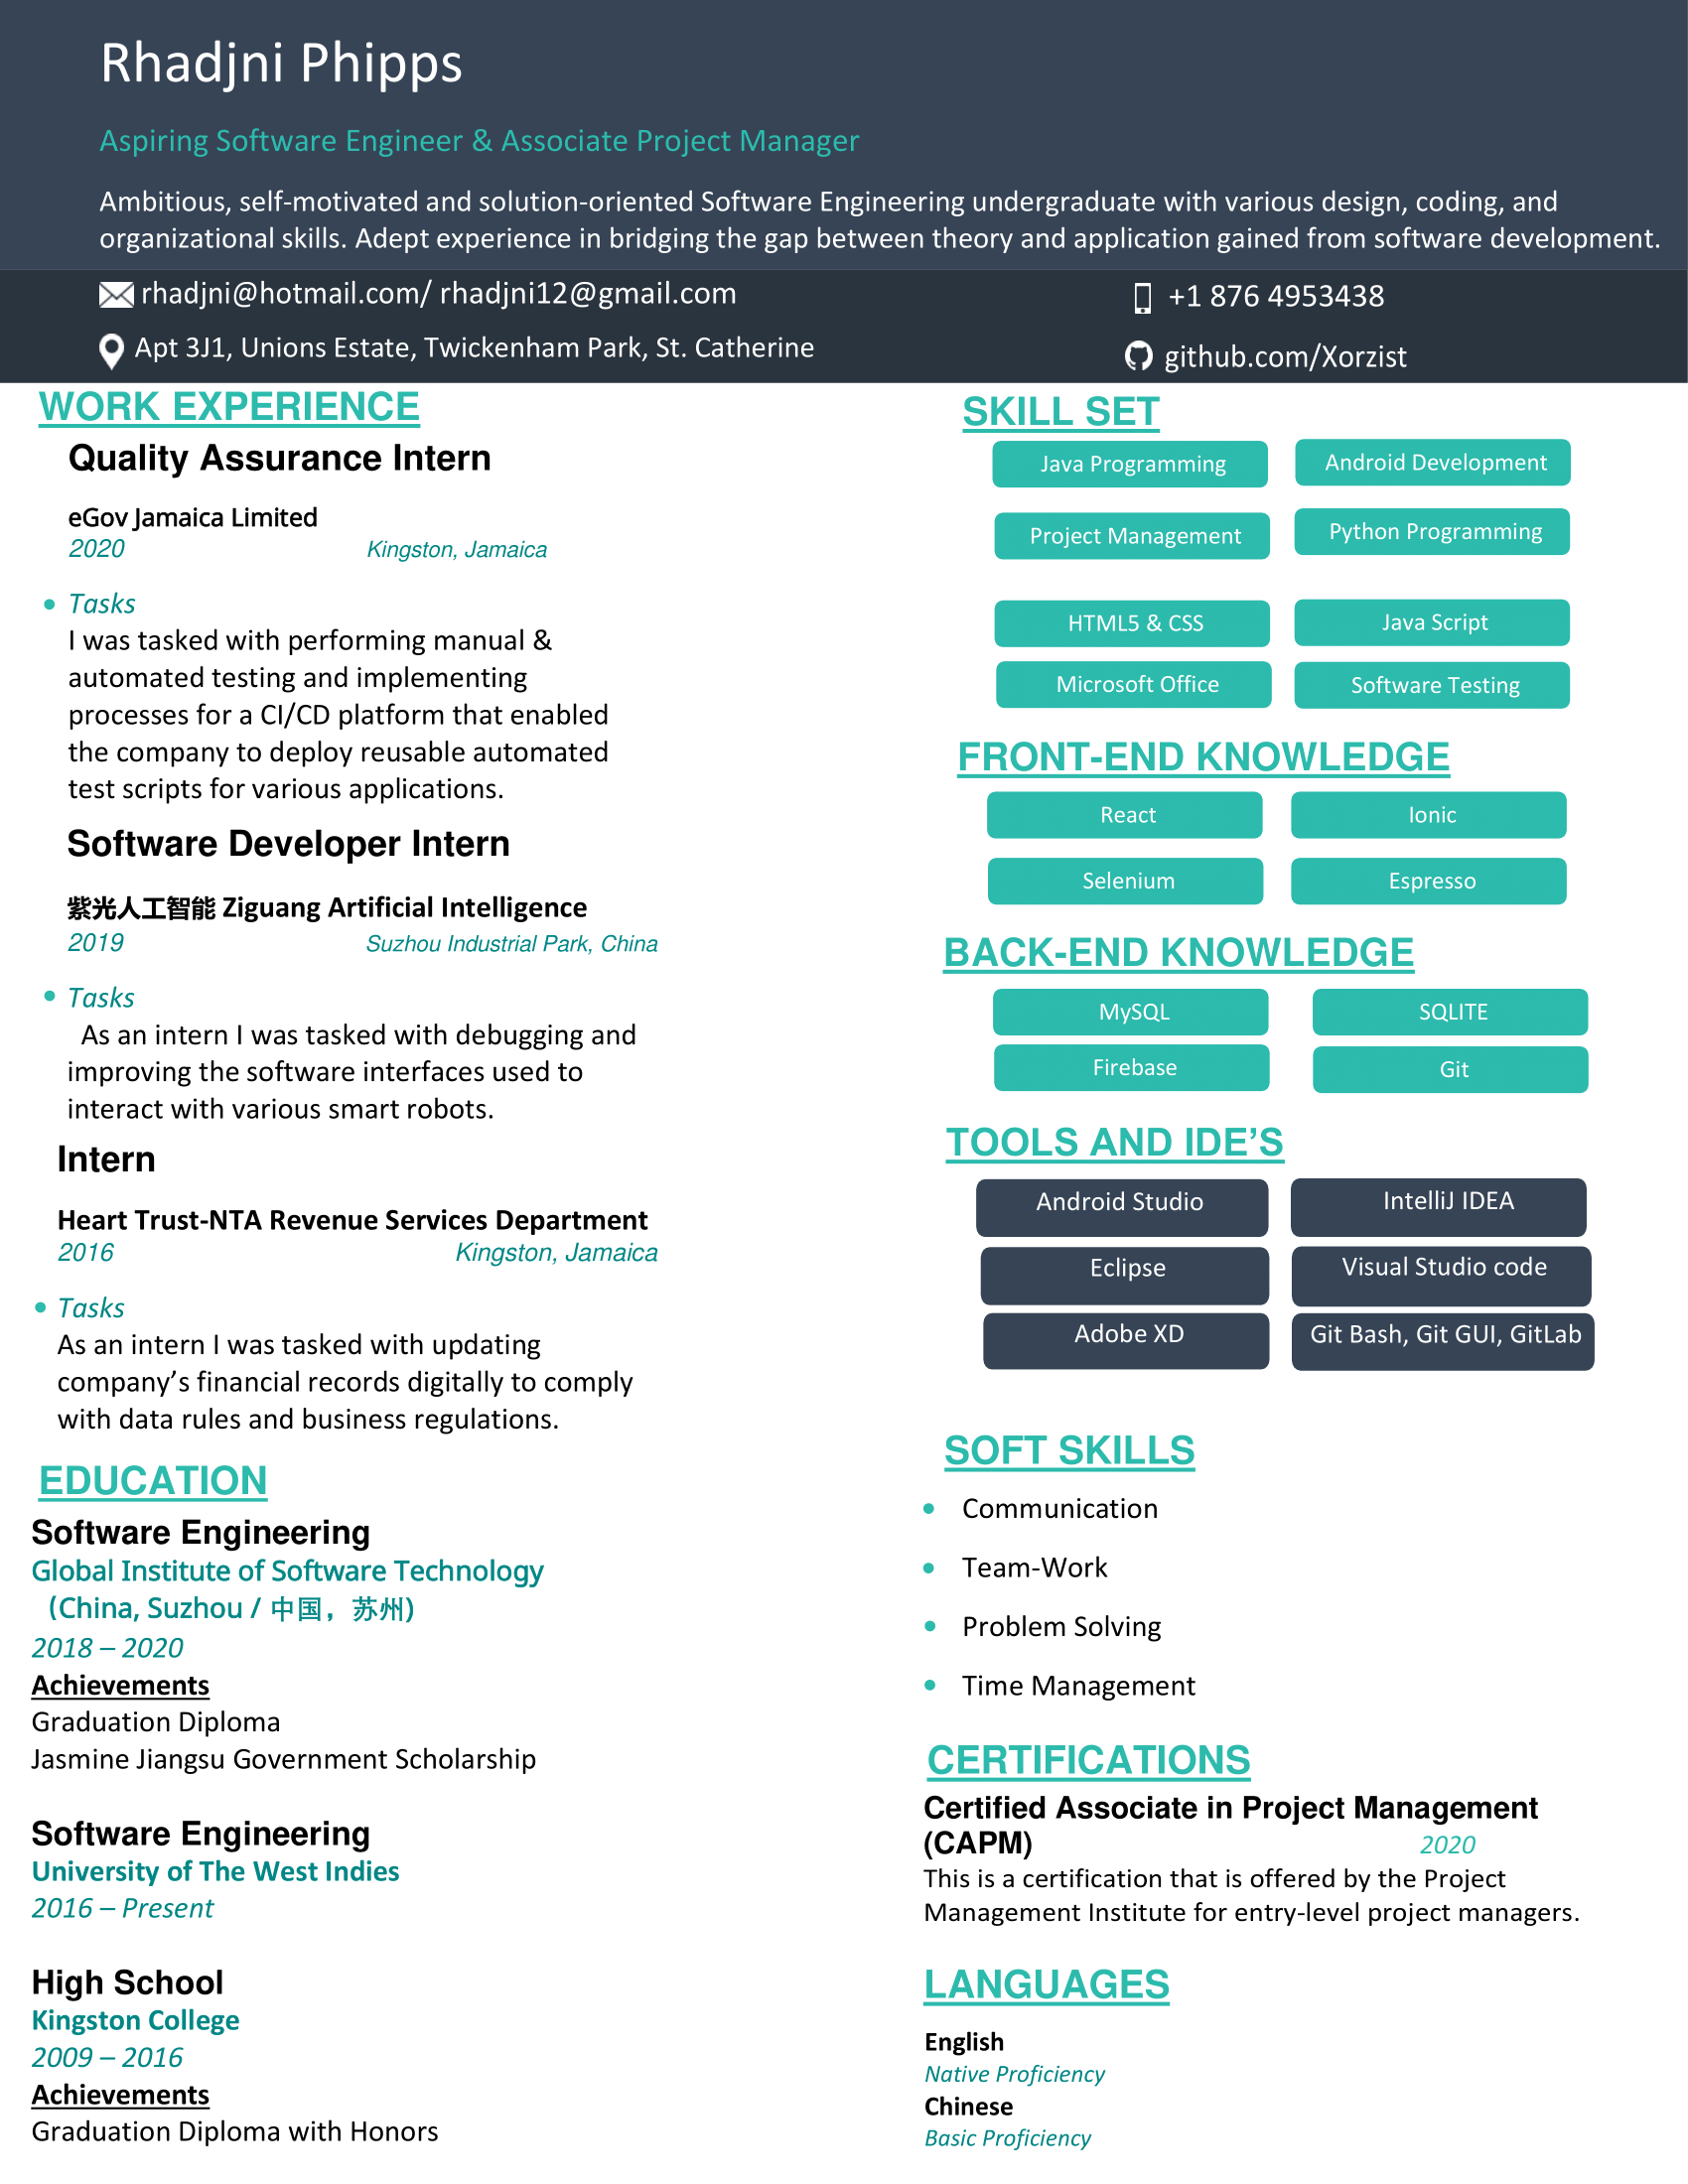 Rhadjni Phipps
Aspiring Software Engineer & Associate Project Manager
Ambitious, self-motivated and solution-oriented Software Engineering undergraduate with various design, coding, and
organizational skills. Adept experience in bridging the gap between theory and application gained from software development.
rhadjni@hotmail.com/ rhadjni12@gmail.com
+1 876 4953438
Apt 3J1, Unions Estate, Twickenham Park, St. Catherine
github.com/Xorzist
WORK EXPERIENCE
Quality Assurance Intern
eGov Jamaica Limited
2020 Kingston, Jamaica
Tasks
I was tasked with performing manual &
automated testing and implementing
processes for a CI/CD platform that enabled
the company to deploy reusable automated
test scripts for various applications.
Software Developer Intern
紫光人工智能 Ziguang Artificial Intelligence
2019 Suzhou Industrial Park, China
Tasks
As an intern I was tasked with debugging and
improving the software interfaces used to
interact with various smart robots.
Intern
Heart Trust-NTA Revenue Services Department
2016 Kingston, Jamaica
Tasks
As an intern I was tasked with updating
company’s financial records digitally to comply
with data rules and business regulations.
EDUCATION
Software Engineering
Global Institute of Software Technology
(China, Suzhou / 中国，苏州)
2018 – 2020
Achievements
Graduation Diploma
Jasmine Jiangsu Government Scholarship
Software Engineering
University of The West Indies
2016 – Present
High School
Kingston College
2009 – 2016
Achievements
Graduation Diploma with Honors
SKILL SET
Java Programming Android Development
Project Management Python Programming
HTML5 & CSS Java Script
Microsoft Office Software Testing
FRONT-END KNOWLEDGE
React Ionic
Selenium Espresso
BACK-END KNOWLEDGE
MySQL SQLITE
Firebase Git
TOOLS AND IDE’S
Android Studio IntelliJ IDEA
Eclipse Visual Studio code
Adobe XD Git Bash, Git GUI, GitLab
SOFT SKILLS
Communication
Team-Work
Problem Solving
Time Management
CERTIFICATIONS
Certified Associate in Project Management
(CAPM) 2020
This is a certification that is offered by the Project
Management Institute for entry-level project managers.
LANGUAGES
English
Native Proficiency
Chinese
Basic Proficiency